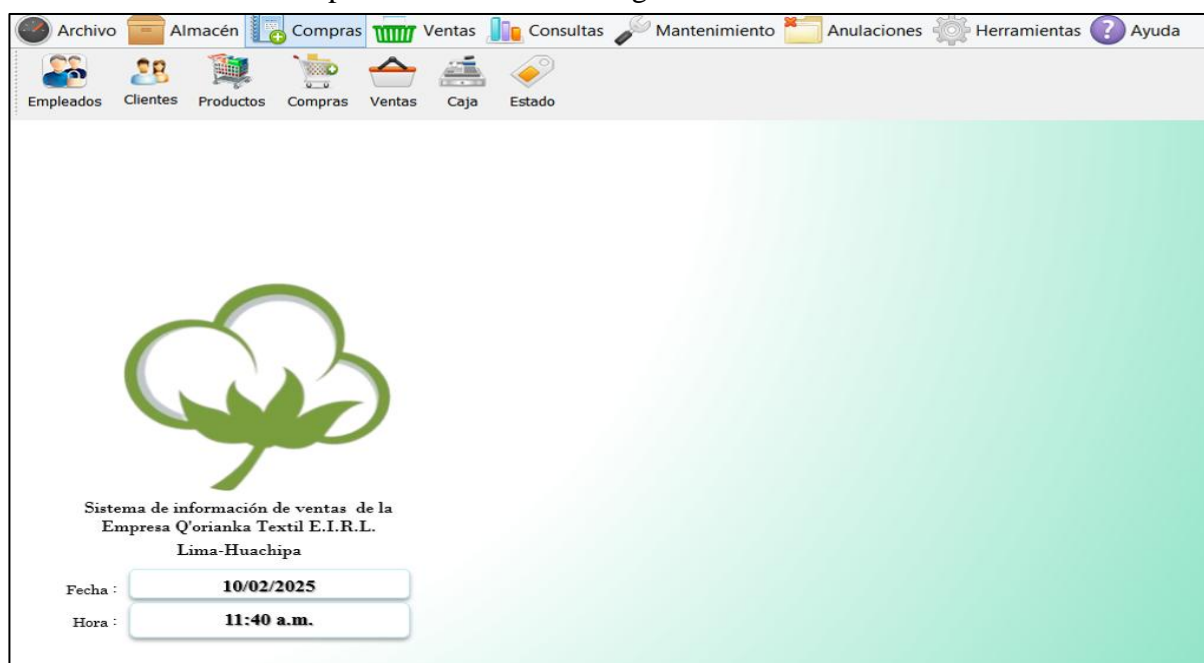 Archivo Almacén Compras Ventas Consultas Mantenimiento Anulaciones Herramientas ? Ayuda
Empleados Clientes Productos Compras Ventas Caja Estado
Sistema de información de ventas de la
Empresa Q'orianka Textil E.I.R.L.
Lima-Huachipa
Fecha : 10/02/2025
Hora : 11:40 a.m.